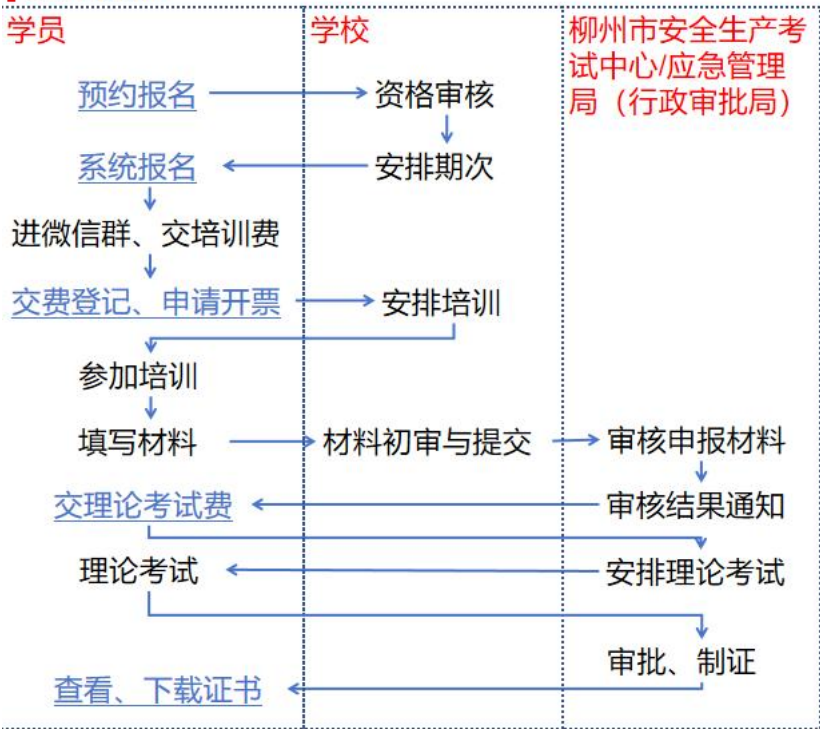 学员
学校
柳州市安全生产考
试中心/应急管理
局（行政审批局）
预约报名
资格审核
系统报名
安排期次
进微信群、交培训费
交费登记、申请开票
安排培训
参加培训
填写材料
材料初审与提交
审核申报材料
交理论考试费
审核结果通知
理论考试
安排理论考试
审批、制证
查看、下载证书